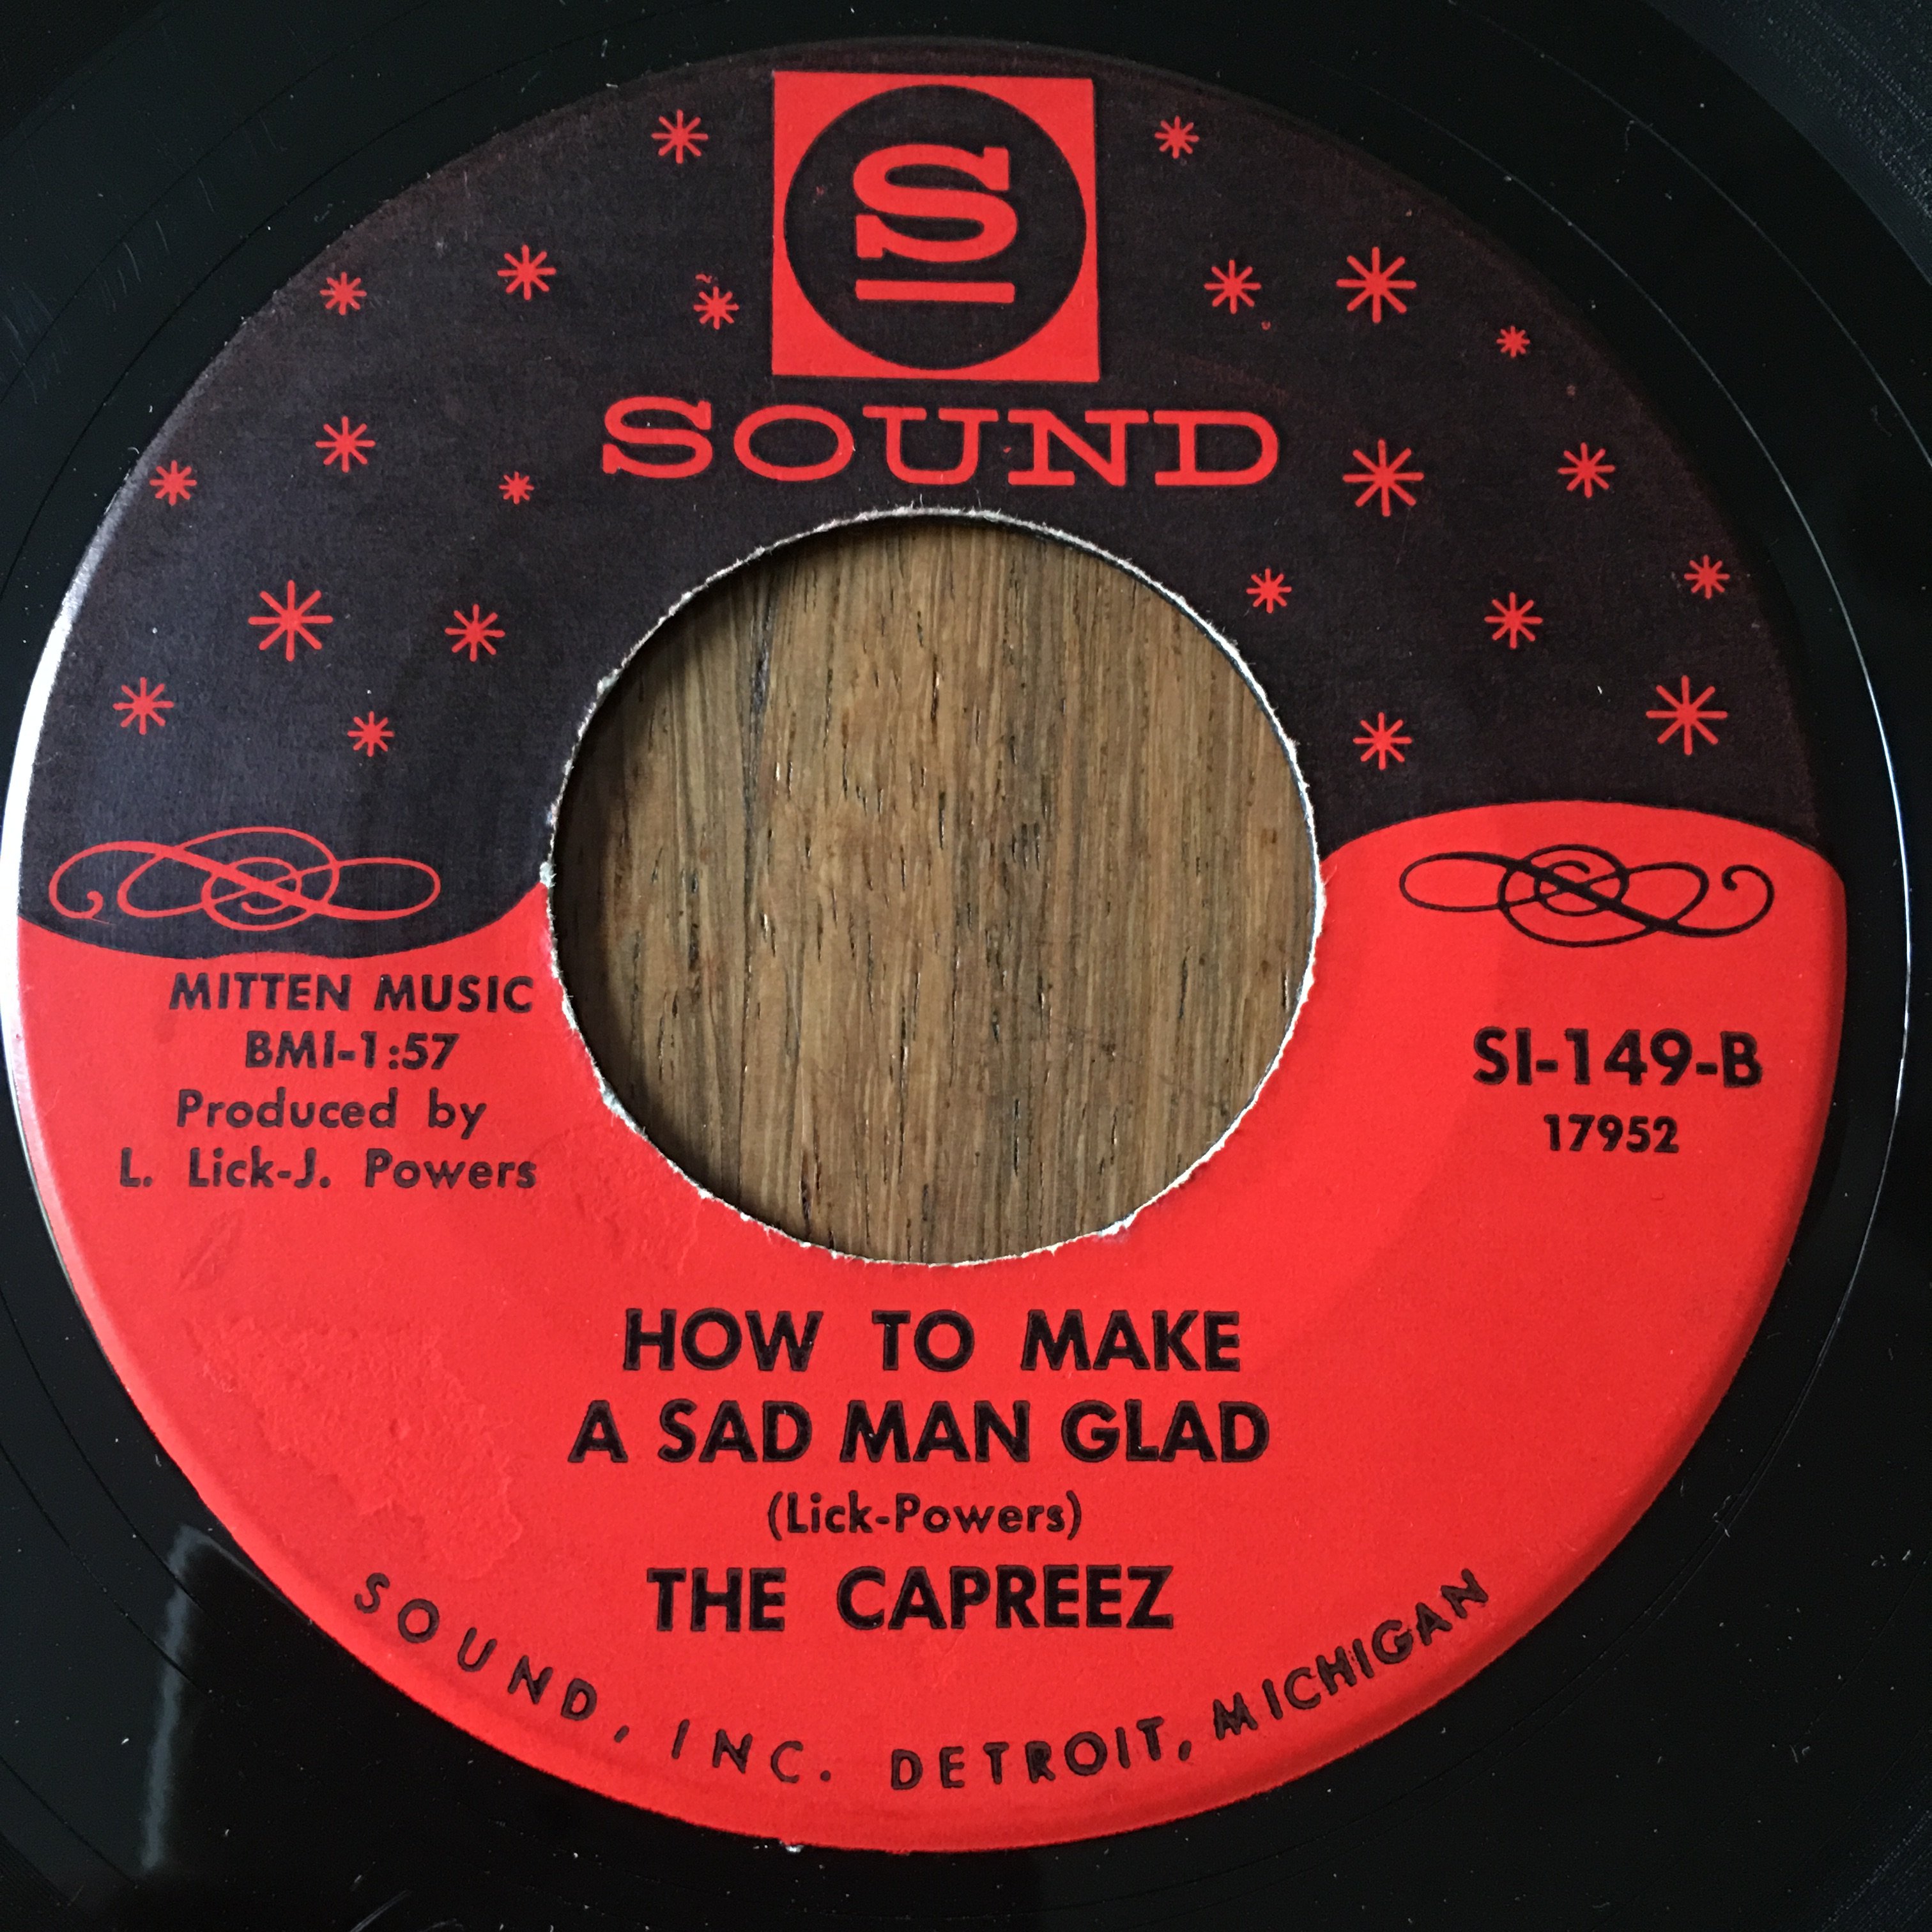 S
SOUND
MITTEN MUSIC
BMI-1:57
Produced by
L. Lick-J. Powers
SI-149-B
17952
HOW TO MAKE
A SAD MAN GLAD
(Lick-Powers)
THE CAPREEZ
SOUND, INC. DETROIT, MICHIGAN